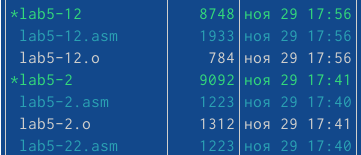 *lab5-12 8748 ноя 29 17:56
lab5-12.asm 1933 ноя 29 17:56
lab5-12.o 784 ноя 29 17:56
*lab5-2 9092 ноя 29 17:41
lab5-2.asm 1223 ноя 29 17:40
lab5-2.o 1312 ноя 29 17:41
lab5-22.asm 1223 ноя 29 17:40